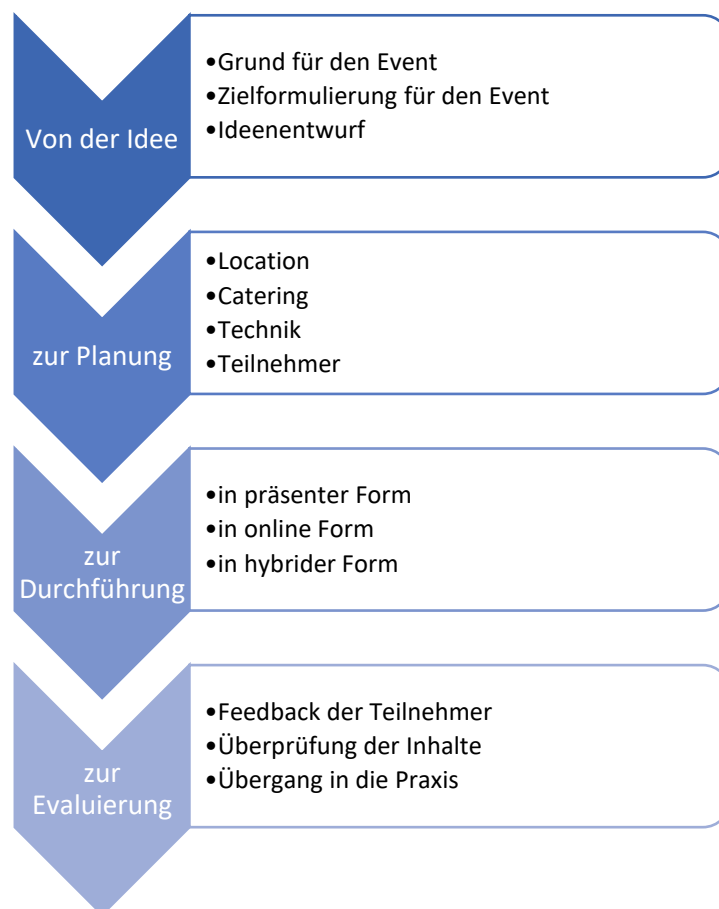 Von der Idee
•Grund für den Event
•Zielformulierung für den Event
•Ideenentwurf
zur Planung
•Location
•Catering
•Technik
•Teilnehmer
zur
Durchführung
•in präsenter Form
•in online Form
•in hybrider Form
zur
Evaluierung
•Feedback der Teilnehmer
•Überprüfung der Inhalte
•Übergang in die Praxis